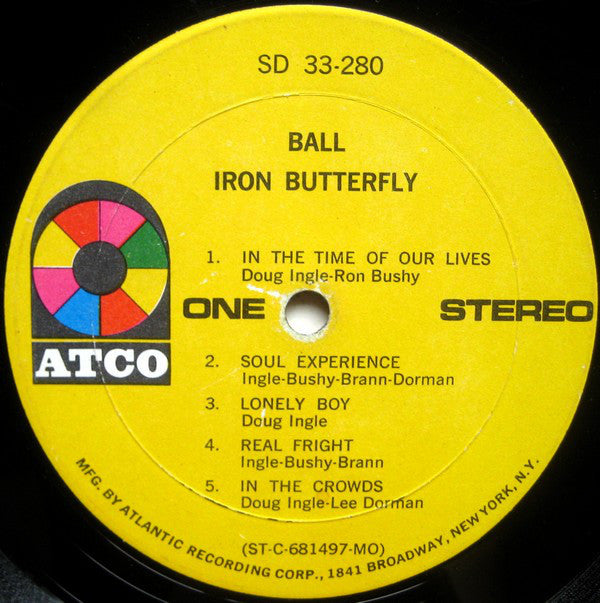 SD 33-280
BALL
IRON BUTTERFLY
1. IN THE TIME OF OUR LIVES
Doug Ingle-Ron Bushy
ONE
STEREO
ATCO
2. SOUL EXPERIENCE
Ingle-Bushy-Brann-Dorman
3. LONELY BOY
Doug Ingle
4. REAL FRIGHT
Ingle-Bushy-Brann
5. IN THE CROWDS
Doug Ingle-Lee Dorman
(ST-C-681497-MO)
MFG. BY ATLANTIC RECORDING CORP., 1841 BROADWAY, NEW YORK, N.Y.